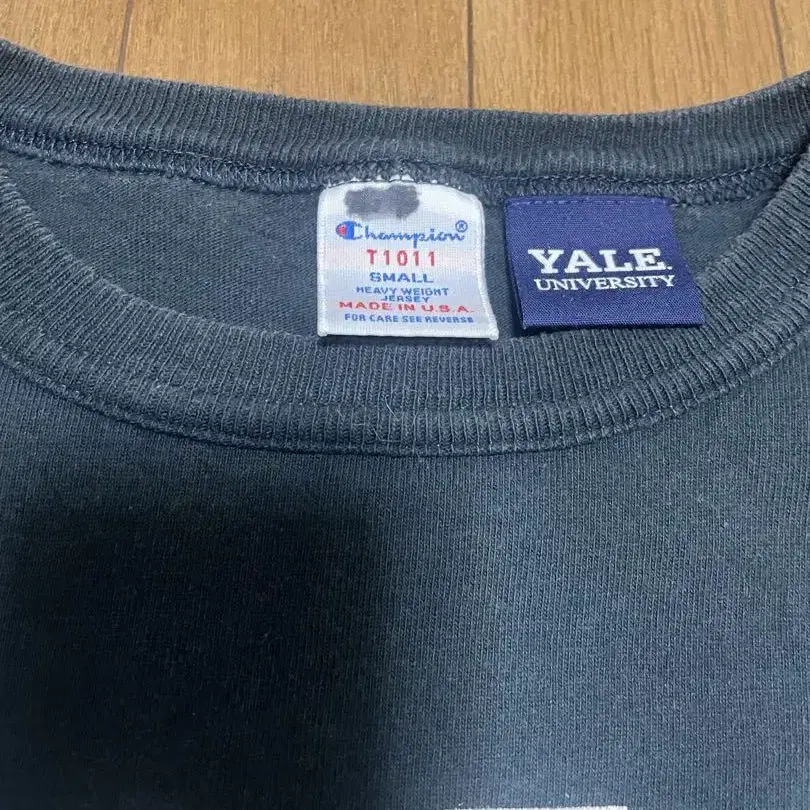 Champion®
T1011
SMALL
HEAVY WEIGHT
JERSEY
MADE IN U.S.A.
FOR CARE SEE REVERSE
YALE.
UNIVERSITY